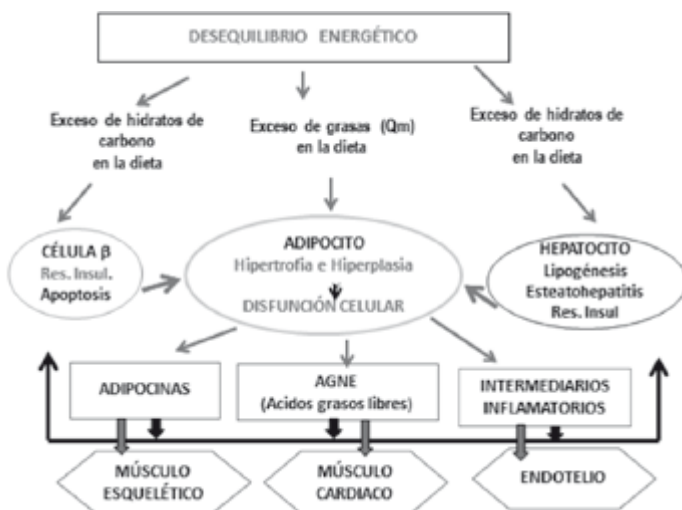 DESEQUILIBRIO ENERGÉTICO
Exceso de hidratos de
carbono
en la dieta
Exceso de grasas (Qm)
en la dieta
Exceso de hidratos de
carbono
en la dieta
CÉLULA β
Res. Insul.
Apoptosis
ADIPOCITO
Hipertrofia e Hiperplasia
DISFUNCIÓN CELULAR
HEPATOCITO
Lipogénesis
Esteatohepatitis
Res. Insul
ADIPOCINAS
AGNE
(Acidos grasos libres)
INTERMEDIARIOS
INFLAMATORIOS
MÚSCULO
ESQUELÉTICO
MÚSCULO
CARDIACO
ENDOTELIO